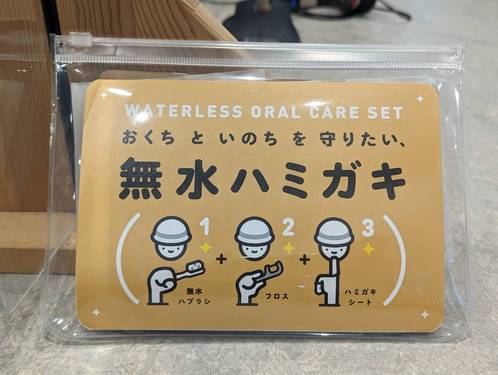 WATERLESS ORAL CARE SET
おくち と いのち を 守りたい、
無水ハミガキ
1 2 3
+ +
無水
ハブラシ
フロス
ハミガキ
シート